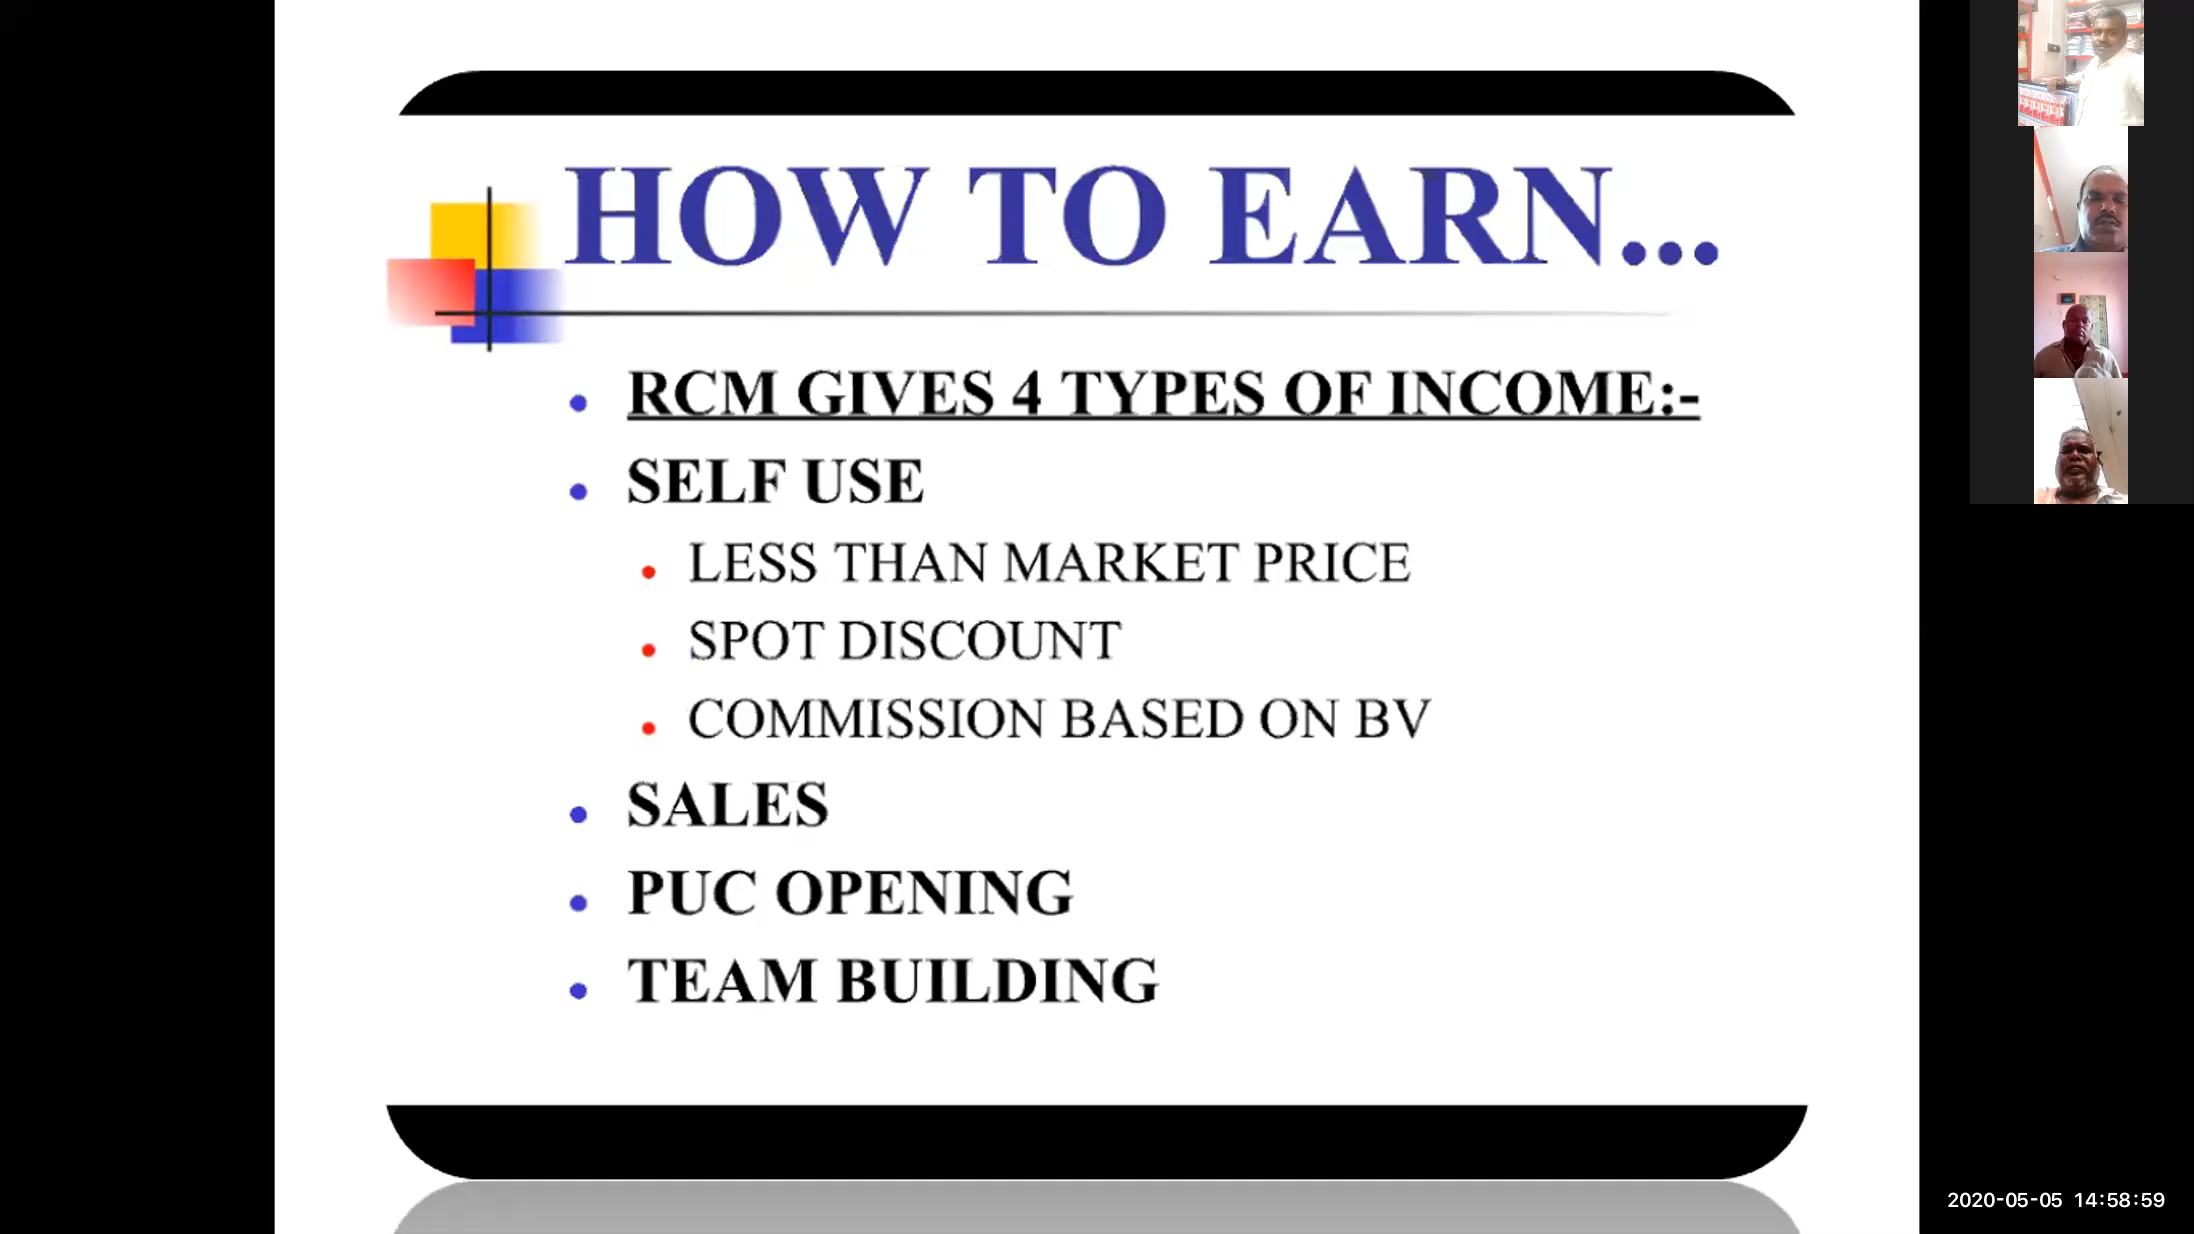 HOW TO EARN...
RCM GIVES 4 TYPES OF INCOME:-
SELF USE
LESS THAN MARKET PRICE
SPOT DISCOUNT
COMMISSION BASED ON BV
SALES
PUC OPENING
TEAM BUILDING
2020-05-05 14:58:59